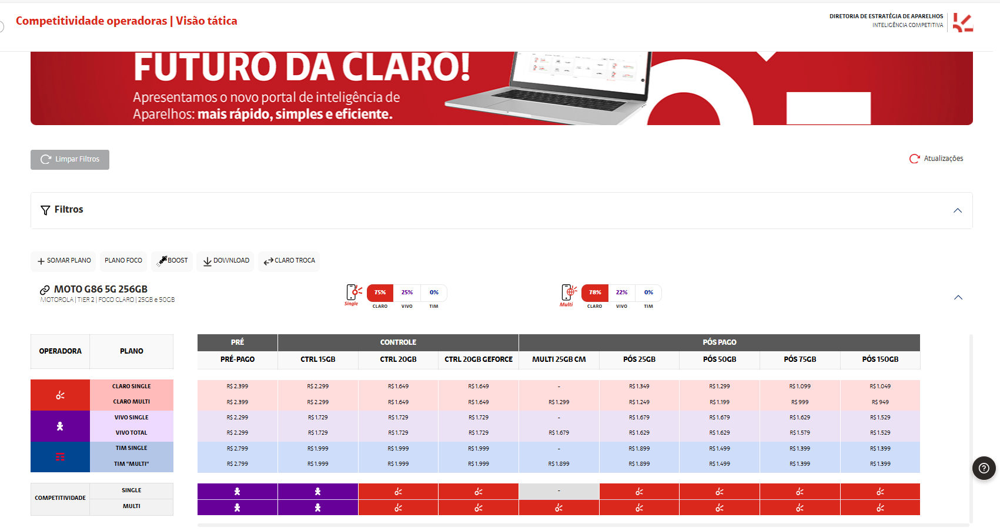 Competitividade operadoras | Visão tática
DIRETORIA DE ESTRATÉGIA DE APARELHOS
INTELIGÊNCIA COMPETITIVA
FUTURO DA CLARO!
Apresentamos o novo portal de inteligência de
Aparelhos: mais rápido, simples e eficiente.
Limpar Filtros
Atualizações
Filtros
SOMAR PLANO PLANO FOCO BOOST DOWNLOAD CLARO TROCA
MOTO G86 5G 256GB
MOTOROLA | TIER 2 | FOCO CLARO | 25GB e 50GB
Single 75% 25% 0%
CLARO VIVO TIM
Multi 78% 22% 0%
CLARO VIVO TIM
OPERADORA PLANO
PRÉ CONTROLE PÓS PAGO
PRÉ-PAGO CTRL 15GB CTRL 20GB CTRL 20GB GEFORCE MULTI 25GB CM PÓS 25GB PÓS 50GB PÓS 75GB PÓS 150GB
CLARO SINGLE R$ 2.399 R$ 2.299 R$ 1.649 R$ 1.649 - R$ 1.349 R$ 1.299 R$ 1.099 R$ 1.049
CLARO MULTI R$ 2.399 R$ 2.299 R$ 1.649 R$ 1.649 R$ 1.299 R$ 1.249 R$ 1.199 R$ 999 R$ 949
VIVO SINGLE R$ 2.299 R$ 1.729 R$ 1.729 R$ 1.729 - R$ 1.679 R$ 1.679 R$ 1.629 R$ 1.529
VIVO TOTAL R$ 2.299 R$ 1.729 R$ 1.729 R$ 1.729 R$ 1.679 R$ 1.629 R$ 1.629 R$ 1.579 R$ 1.529
TIM SINGLE R$ 2.799 R$ 1.999 R$ 1.999 R$ 1.999 - R$ 1.899 R$ 1.499 R$ 1.399 R$ 1.399
TIM "MULTI" R$ 2.799 R$ 1.999 R$ 1.999 R$ 1.999 R$ 1.899 R$ 1.899 R$ 1.499 R$ 1.399 R$ 1.399
COMPETITIVIDADE
SINGLE -
MULTI